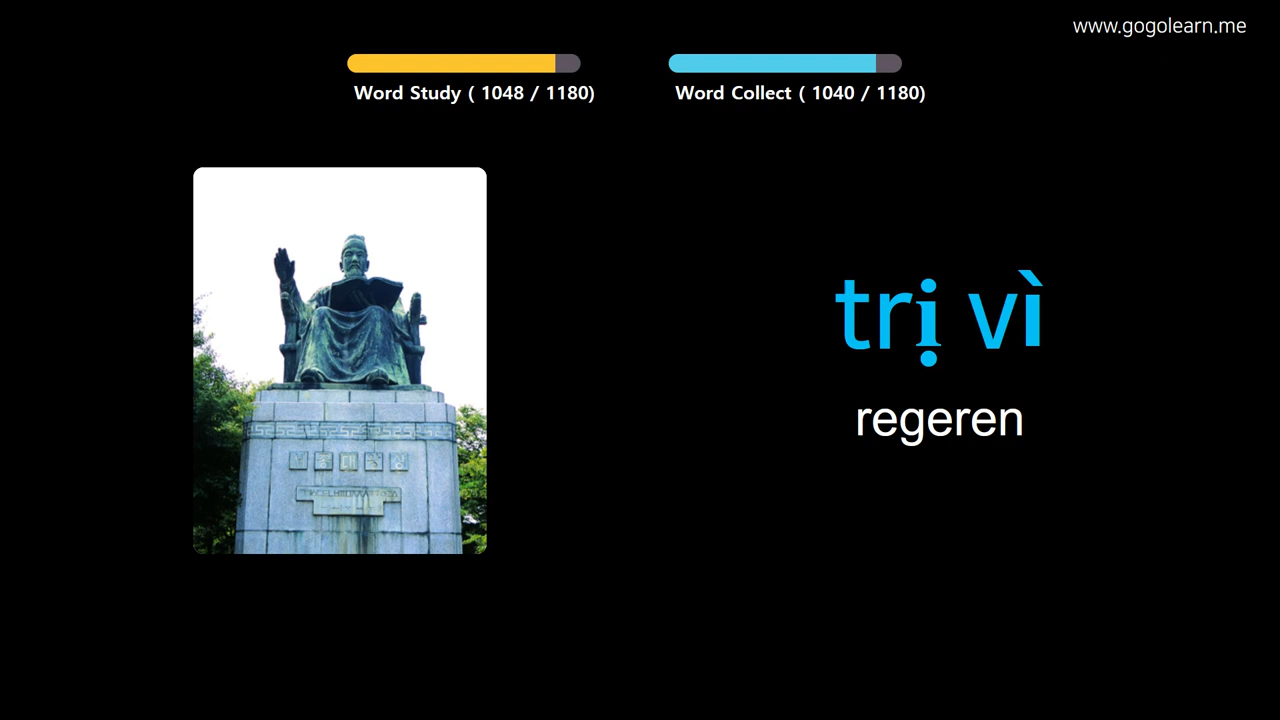 www.gogolearn.me
Word Study ( 1048 / 1180)
Word Collect ( 1040 / 1180)
trị vì
regeren